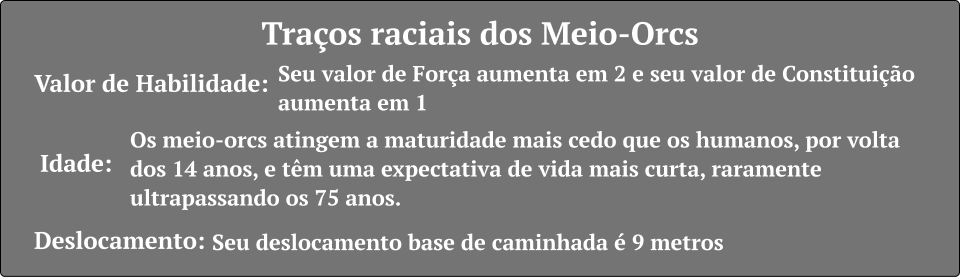 Traços raciais dos Meio-Orcs
Valor de Habilidade: Seu valor de Força aumenta em 2 e seu valor de Constituição
aumenta em 1
Os meio-orcs atingem a maturidade mais cedo que os humanos, por volta
Idade: dos 14 anos, e têm uma expectativa de vida mais curta, raramente
ultrapassando os 75 anos.
Deslocamento: Seu deslocamento base de caminhada é 9 metros